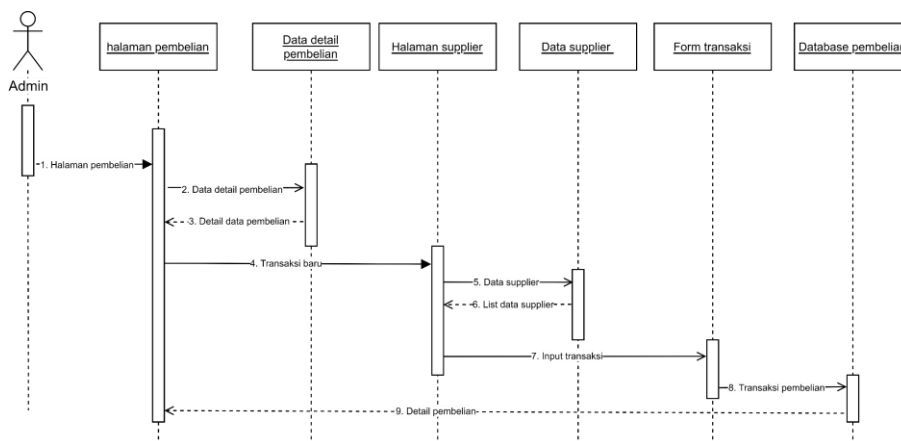 halaman pembelian
Data detail
pembelian
Halaman supplier
Data supplier
Form transaksi
Database pembelian
Admin
1. Halaman pembelian
2. Data detail pembelian
3. Detail data pembelian
4. Transaksi baru
5. Data supplier
6. List data supplier
7. Input transaksi
8. Transaksi pembelian
9. Detail pembelian